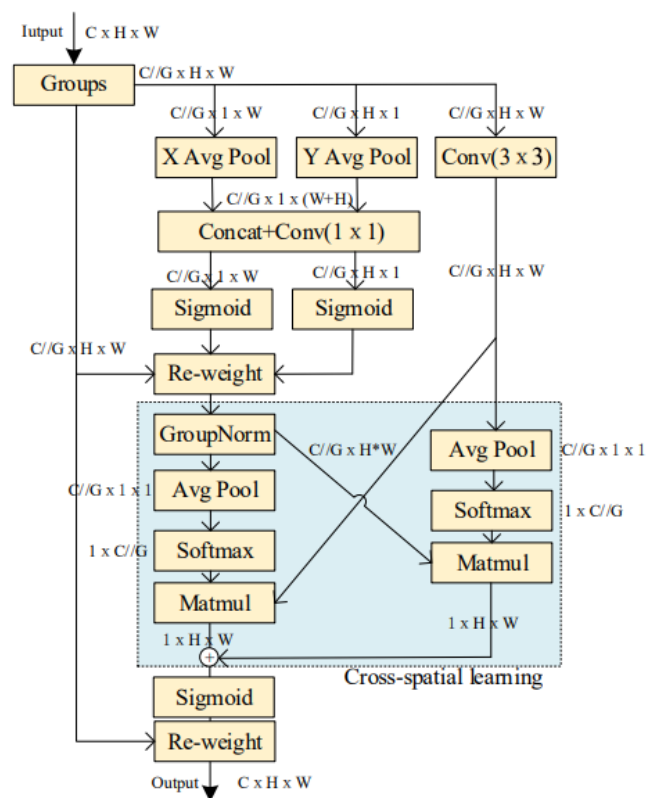 Iutput C x H x W
Groups
C//G x H x W
C//G x 1 x W
C//G x H x 1
C//G x H x W
X Avg Pool
Y Avg Pool
Conv(3 x 3)
C//G x 1 x (W+H)
Concat+Conv(1 x 1)
C//G x 1 x W
C//G x H x 1
C//G x H x W
Sigmoid
Sigmoid
C//G x H x W
Re-weight
GroupNorm
C//G x H*W
Avg Pool
C//G x 1 x 1
C//G x 1 x 1
Avg Pool
Softmax
1 x C//G
1 x C//G
Softmax
Matmul
Matmul
1 x H x W
1 x H x W
+
Cross-spatial learning
Sigmoid
Re-weight
Output C x H x W